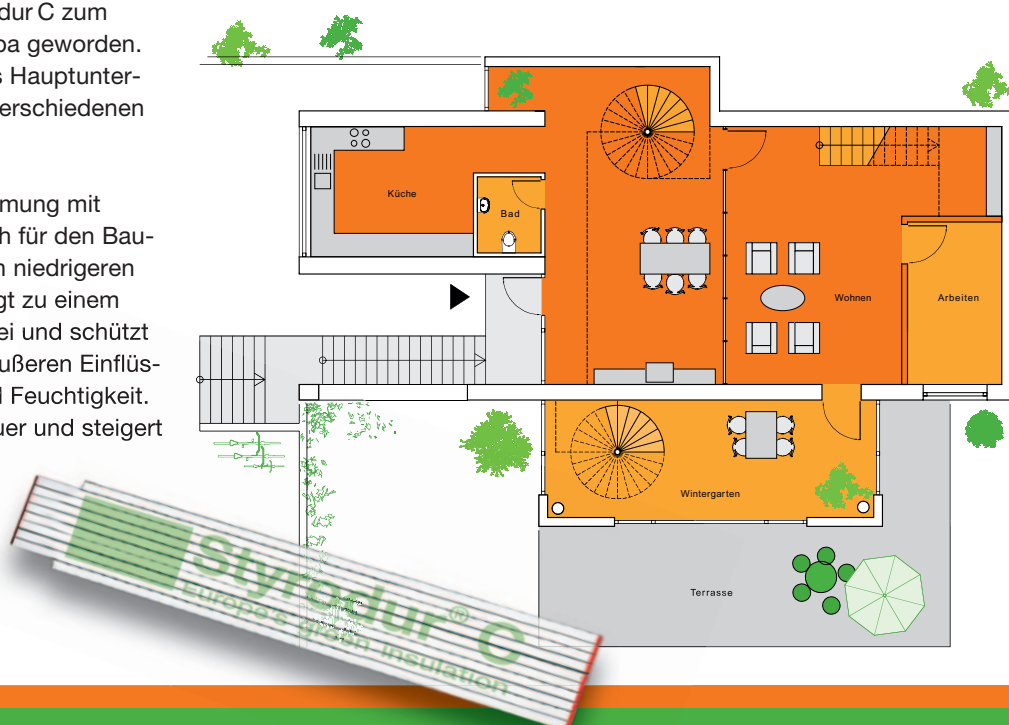 dur C zum
pa geworden.
s Hauptunter-
erschiedenen
mung mit
h für den Bau-
n niedrigeren
gt zu einem
ei und schützt
ußeren Einflüs-
d Feuchtigkeit.
uer und steigert
Küche
Bad
Wohnen
Arbeiten
Wintergarten
Terrasse
Styrodur® C
Europe's green insulation